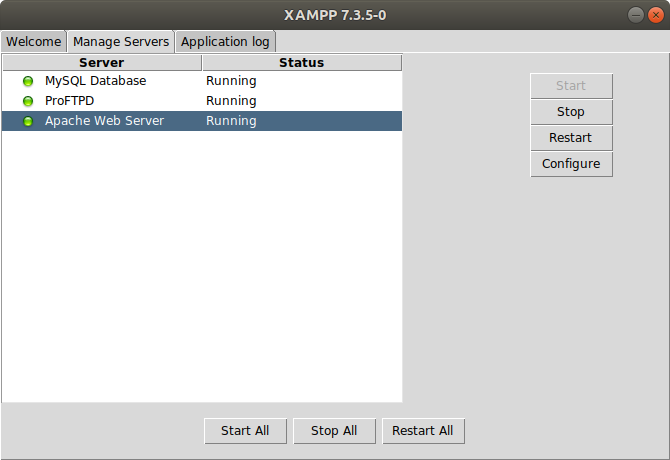 XAMPP 7.3.5-0
Welcome Manage Servers Application log
Server Status
MySQL Database Running
ProFTPD Running
Apache Web Server Running
Start
Stop
Restart
Configure
Start All Stop All Restart All